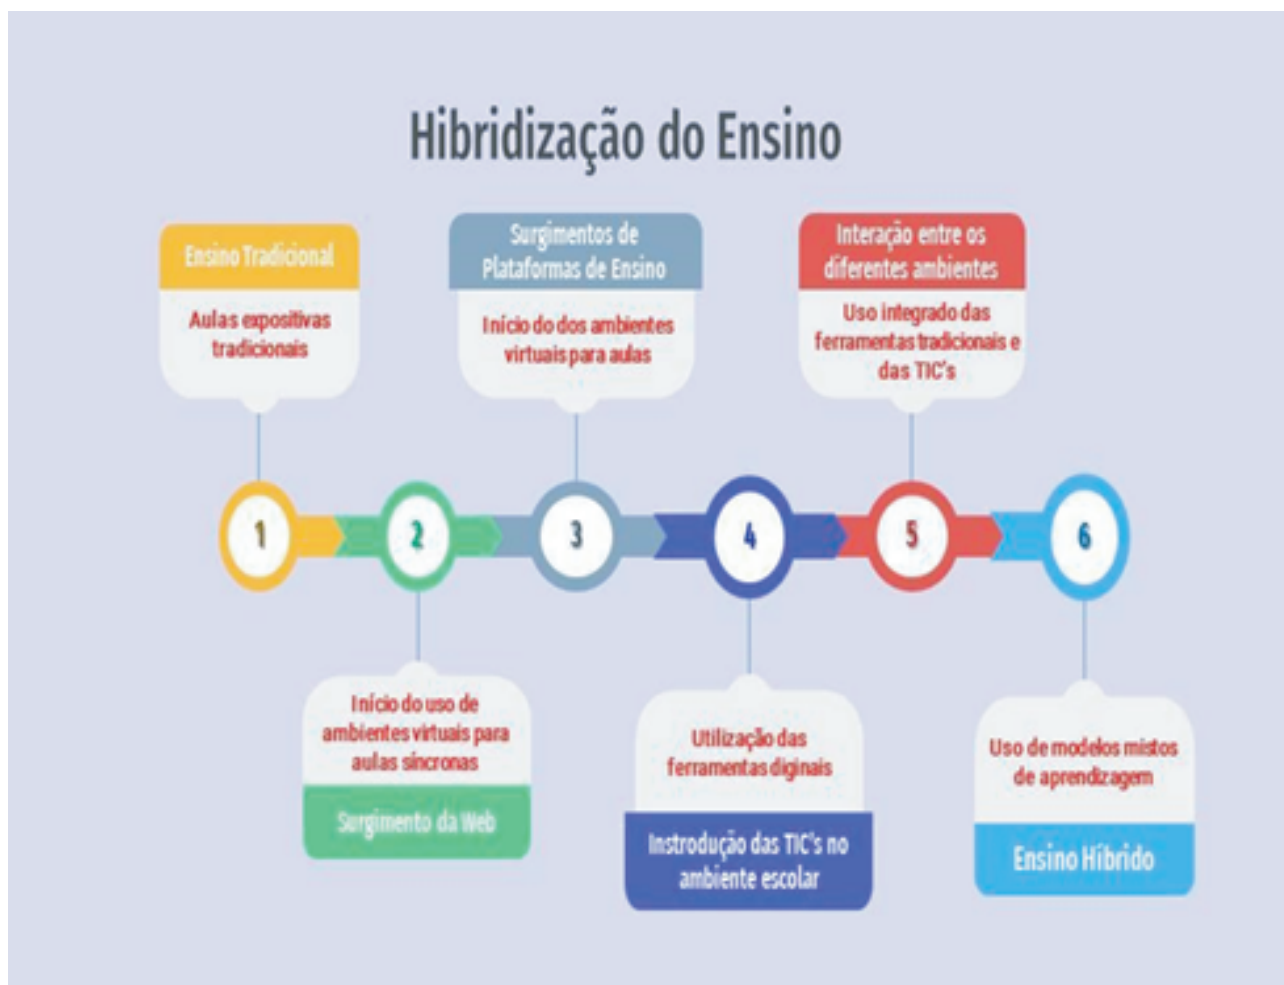 Hibridização do Ensino
Ensino Tradicional
Aulas expositivas
tradicionais
Surgimentos de
Plataformas de Ensino
Início do dos ambientes
virtuais para aulas
Interação entre os
diferentes ambientes
Uso integrado das
ferramentas tradicionais e
das TIC's
1
2
3
4
5
6
Início do uso de
ambientes virtuais para
aulas síncronas
Surgimento da Web
Utilização das
ferramentas diginais
Instrodução das TIC's no
ambiente escolar
Uso de modelos mistos
de aprendizagem
Ensino Híbrido